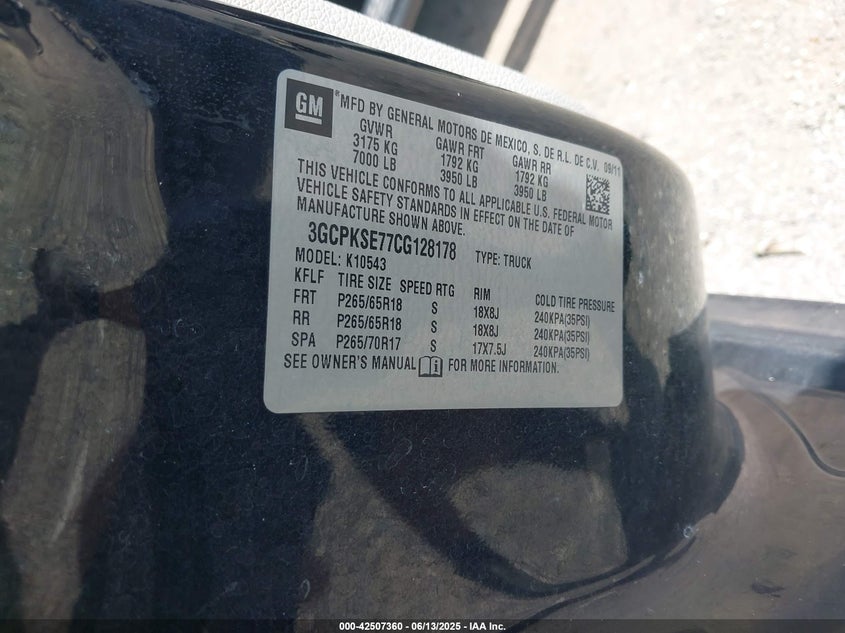 GM ®MFD BY GENERAL MOTORS DE MEXICO, S. DE R.L. DE C.V. 09/11
GVWR GAWR FRT GAWR RR
3175 KG 1792 KG 1792 KG
7000 LB 3950 LB 3950 LB
THIS VEHICLE CONFORMS TO ALL APPLICABLE U.S. FEDERAL MOTOR
VEHICLE SAFETY STANDARDS IN EFFECT ON THE DATE OF
MANUFACTURE SHOWN ABOVE.
3GCPKSE77CG128178 TYPE: TRUCK
MODEL: K10543
KFLF TIRE SIZE SPEED RTG RIM COLD TIRE PRESSURE
FRT P265/65R18 S 18X8J 240KPA(35PSI)
RR P265/65R18 S 18X8J 240KPA(35PSI)
SPA P265/70R17 S 17X7.5J 240KPA(35PSI)
SEE OWNER'S MANUAL FOR MORE INFORMATION.
000-42507360 - 06/13/2025 - IAA Inc.